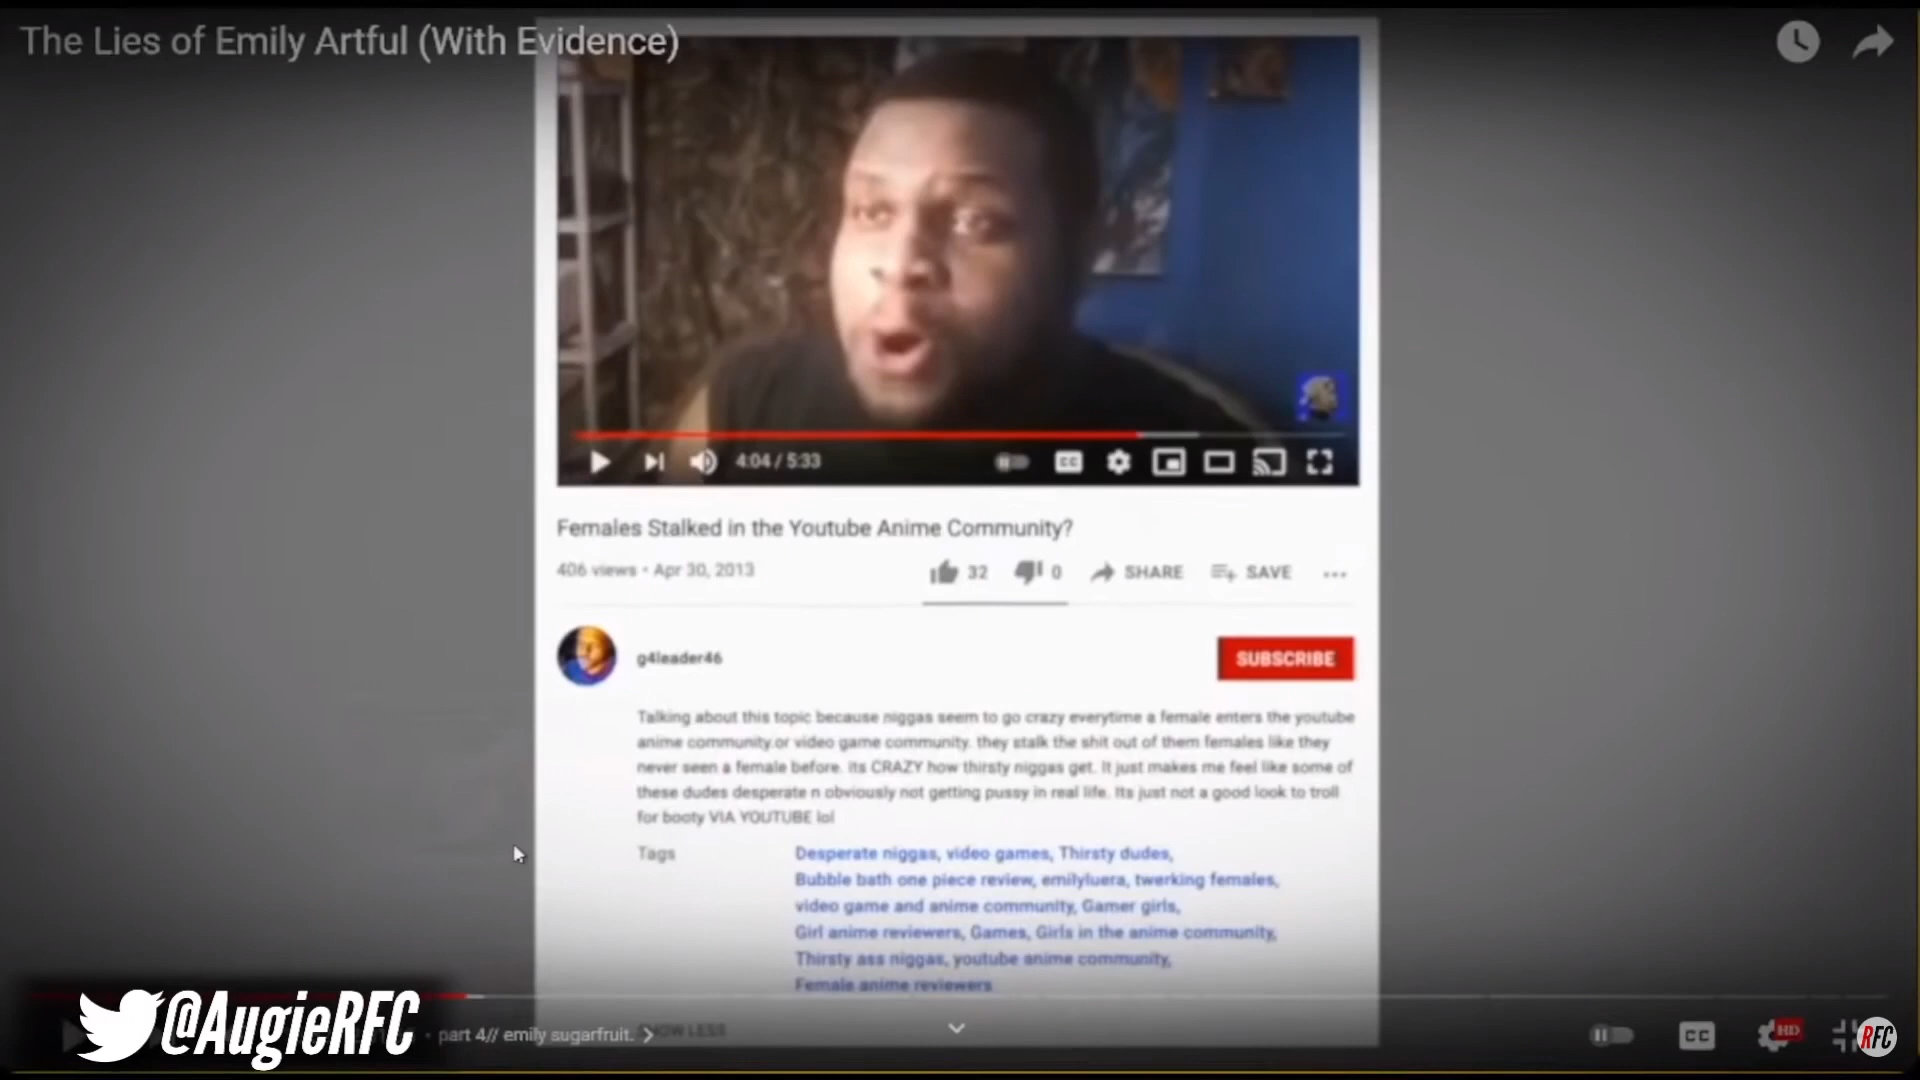 The Lies of Emily Artful (With Evidence)
4:04 / 5:33
CC
Females Stalked in the Youtube Anime Community?
406 views • Apr 30, 2013
32
0
SHARE
SAVE
g4leader46
SUBSCRIBE
Talking about this topic because niggas seem to go crazy everytime a female enters the youtube
anime community.or video game community. they stalk the shit out of them females like they
never seen a female before. its CRAZY how thirsty niggas get. It just makes me feel like some of
these dudes desperate n obviously not getting pussy in real life. Its just not a good look to troll
for booty VIA YOUTUBE lol
Tags
Desperate niggas, video games, Thirsty dudes,
Bubble bath one piece review, emilyluera, twerking females,
video game and anime community, Gamer girls,
Girl anime reviewers, Games, Girls in the anime community,
Thirsty ass niggas, youtube anime community,
Female anime reviewers
SHOW LESS
@AugieRFC
• part 4// emily sugarfruit.
CC
HD
RFC